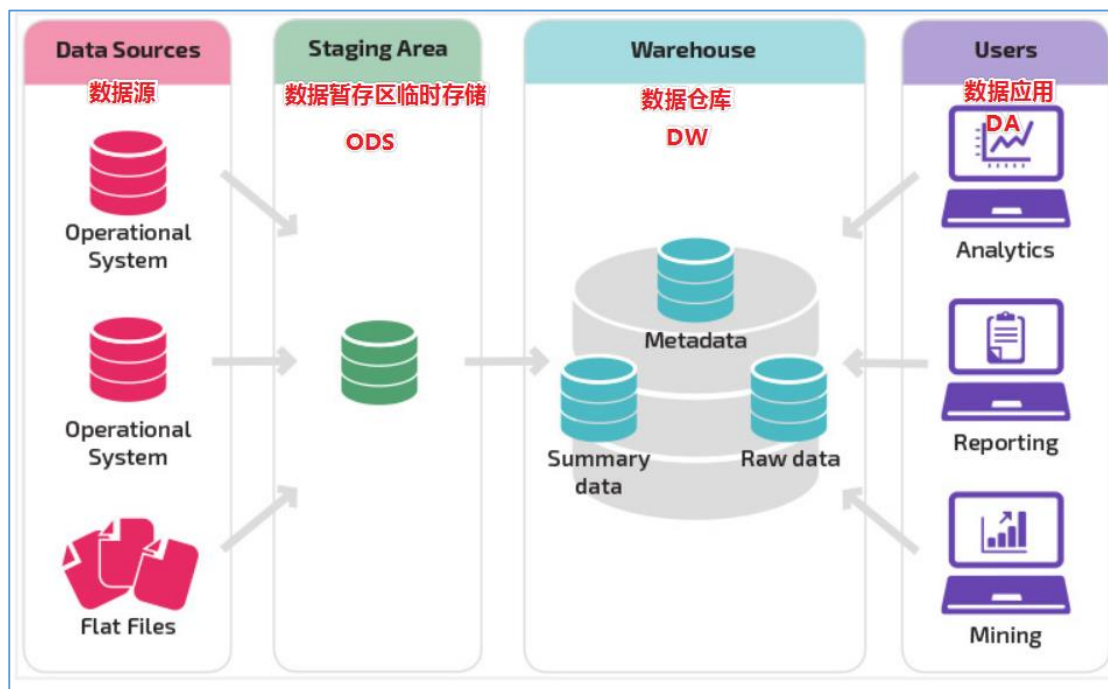 Data Sources
数据源
Operational
System
Operational
System
Flat Files
Staging Area
数据暂存区临时存储
ODS
Warehouse
数据仓库
DW
Metadata
Summary
data
Raw data
Users
数据应用
DA
Analytics
Reporting
Mining